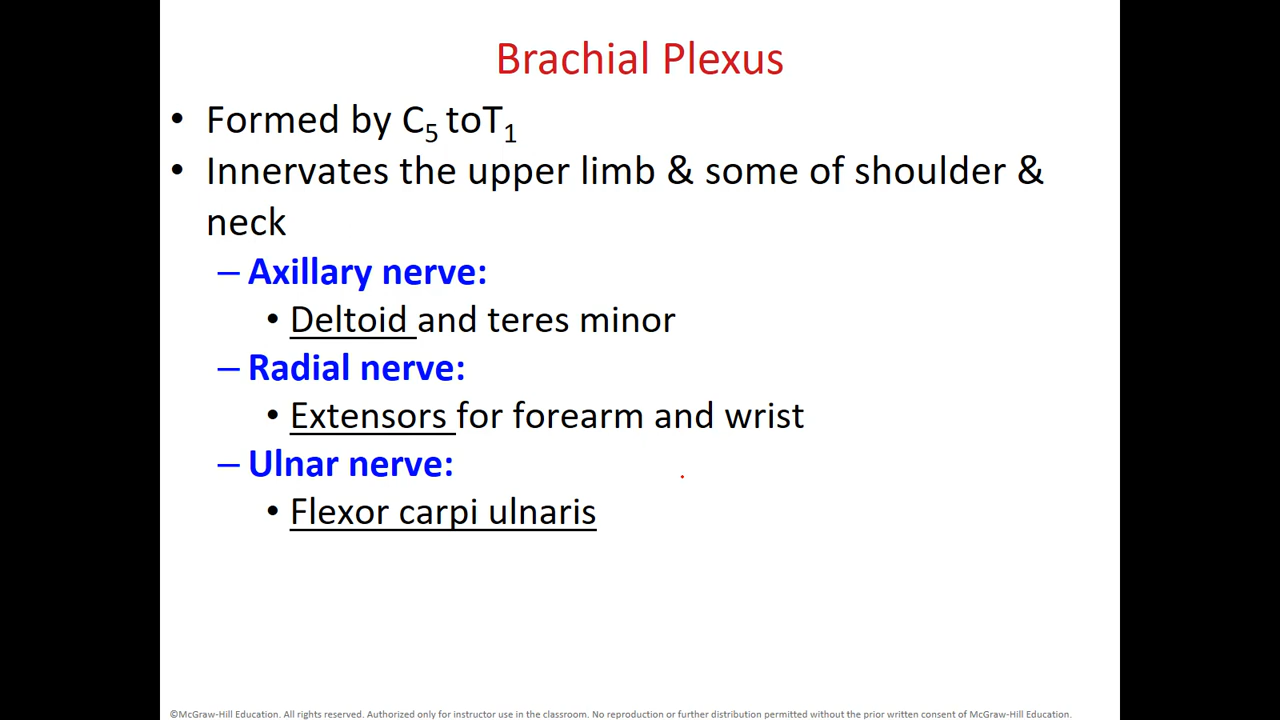 Brachial Plexus
• Formed by C₅ toT₁
• Innervates the upper limb & some of shoulder &
neck
– Axillary nerve:
• Deltoid and teres minor
– Radial nerve:
• Extensors for forearm and wrist
– Ulnar nerve:
• Flexor carpi ulnaris
©McGraw-Hill Education. All rights reserved. Authorized only for instructor use in the classroom. No reproduction or further distribution permitted without the prior written consent of McGraw-Hill Education.